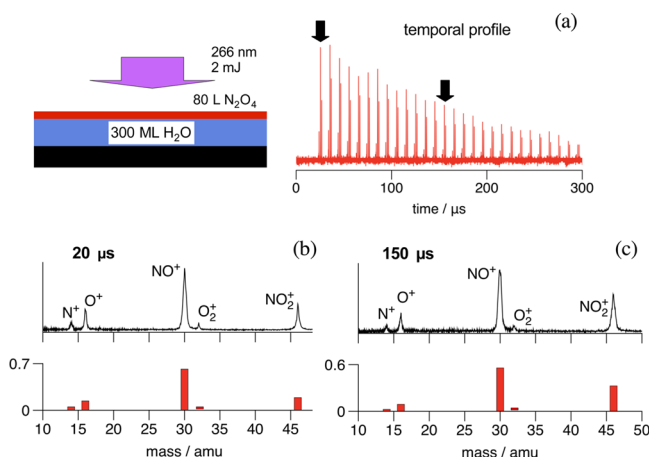 266 nm
2 mJ
80 L N₂O₄
300 ML H₂O
(a)
temporal profile
0 100 200 300
time / µs
20 µs (b)
N⁺ O⁺ NO⁺ O₂⁺ NO₂⁺
0.7
0
10 15 20 25 30 35 40 45
mass / amu
150 µs (c)
N⁺ O⁺ NO⁺ O₂⁺ NO₂⁺
0.6
0
10 15 20 25 30 35 40 45 50
mass / amu